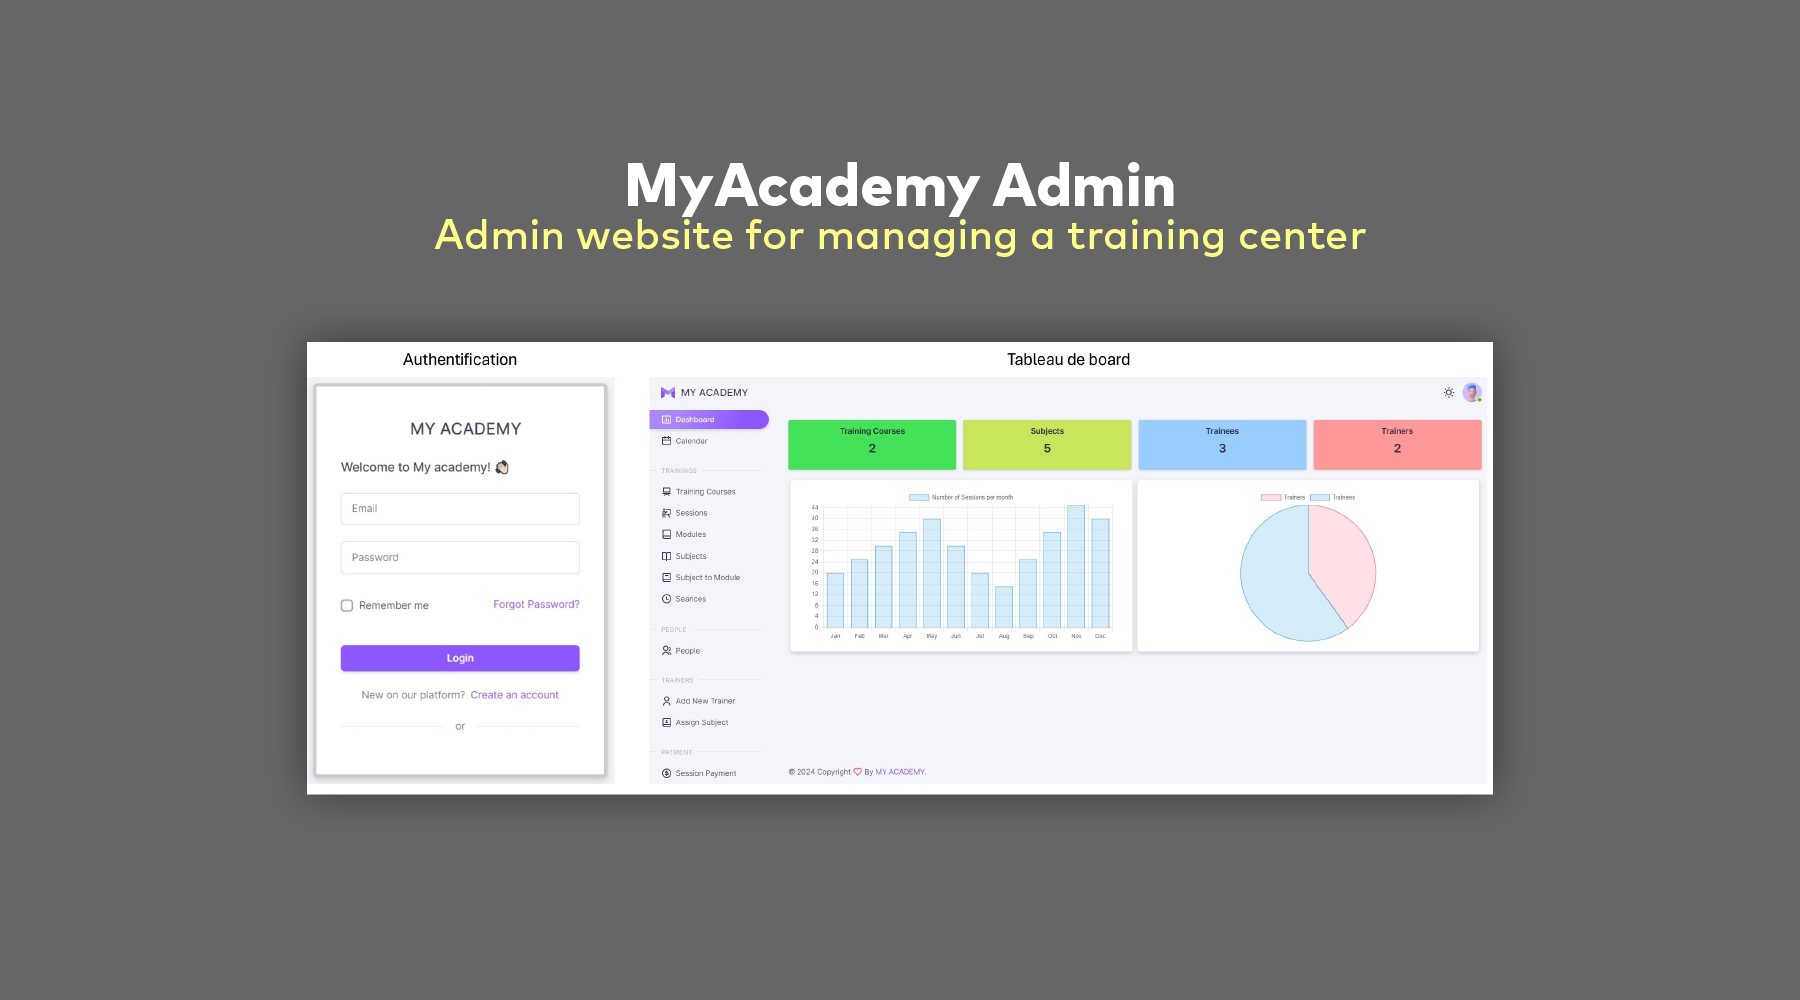 MyAcademy Admin
Admin website for managing a training center
Authentification
MY ACADEMY
Welcome to My academy!
Email
Password
Remember me
Forgot Password?
Login
New on our platform? Create an account
or
Tableau de board
MY ACADEMY
Dashboard
Calendar
TRAININGS
Training Courses
Sessions
Modules
Subjects
Subject to Module
Seances
PEOPLE
People
TRAINERS
Add New Trainer
Assign Subject
PAYMENT
Session Payment
Training Courses
2
Subjects
5
Trainees
3
Trainers
2
Number of Sessions per month
44
40
36
32
28
24
20
16
12
8
4
0
Jan Feb Mar Apr May Jun Jul Aug Sep Oct Nov Dec
Trainers Trainees
© 2024 Copyright By MY ACADEMY.